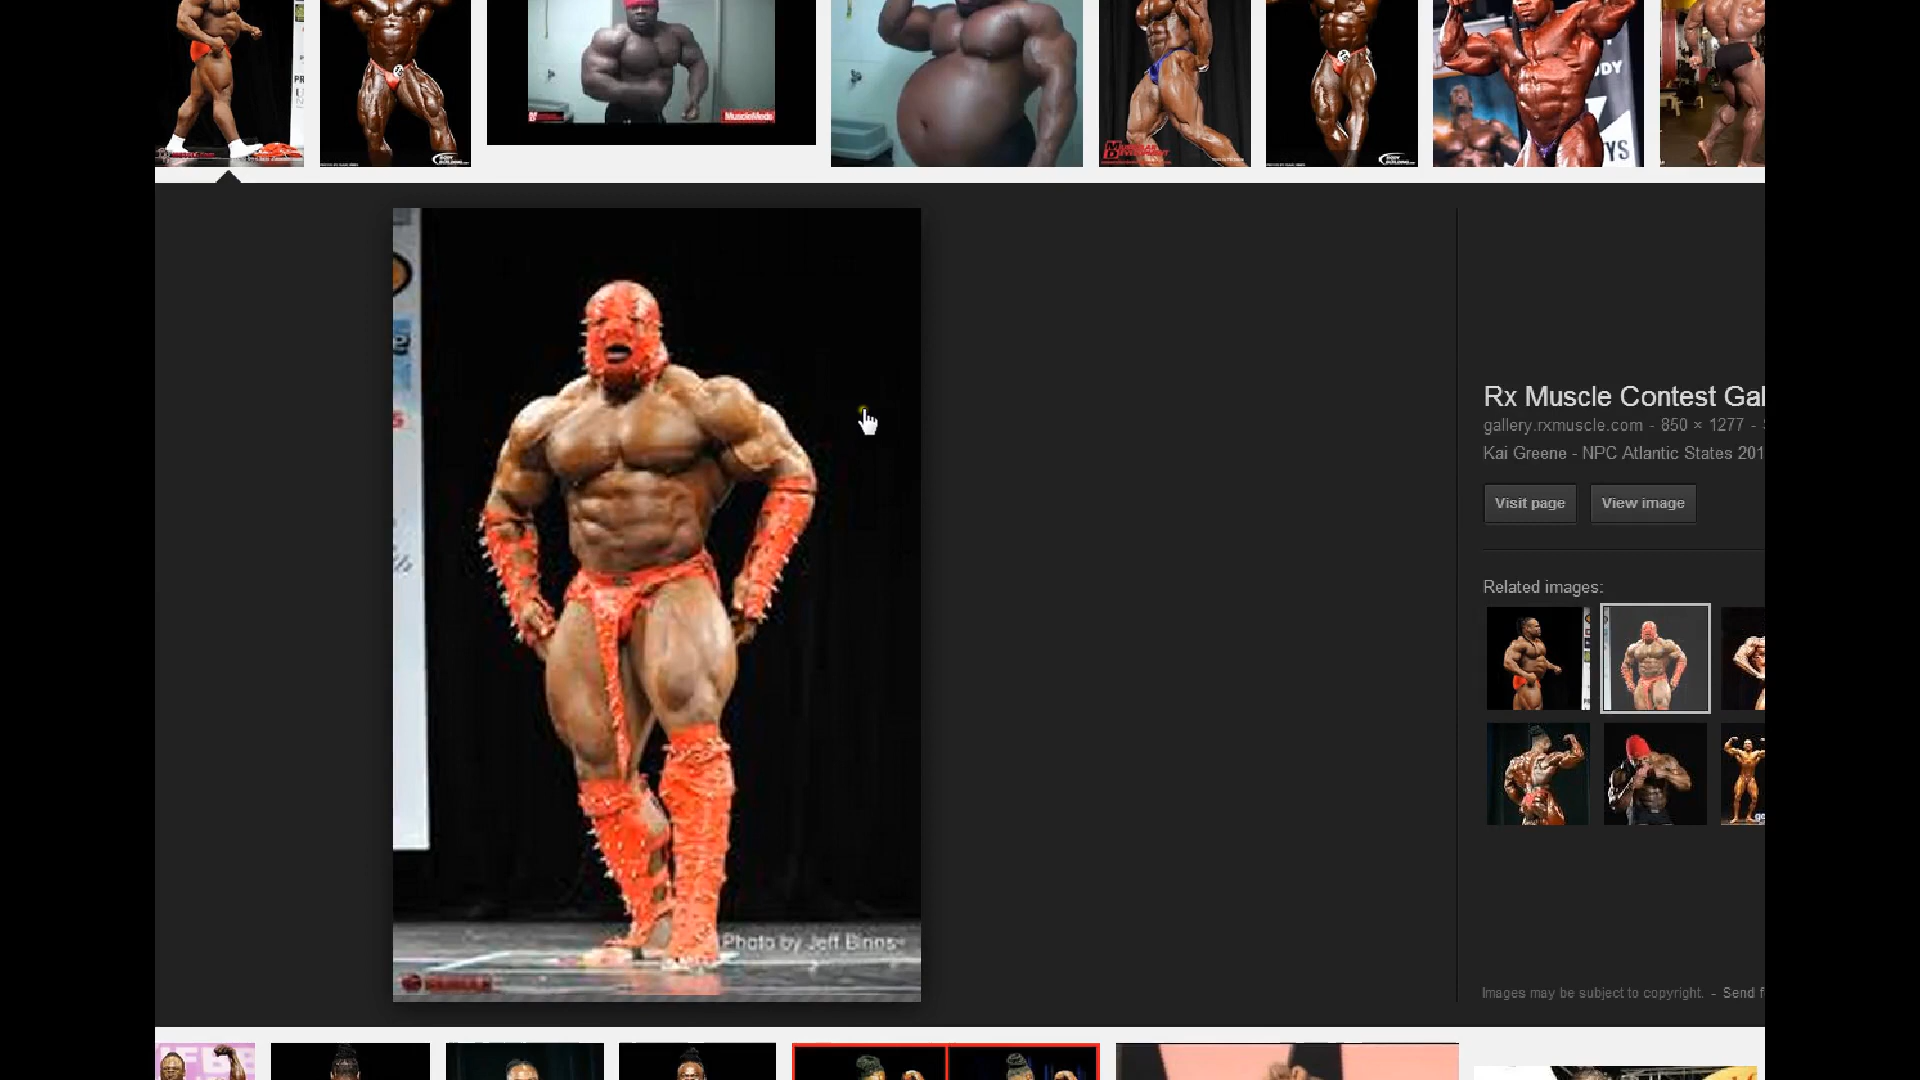 MuscleMeds
Rx Muscle Contest Gal
gallery.rxmuscle.com - 850 × 1277 -
Kai Greene - NPC Atlantic States 201
Visit page
View image
Related images:
Photo by Jeff Binns
Images may be subject to copyright. - Send f